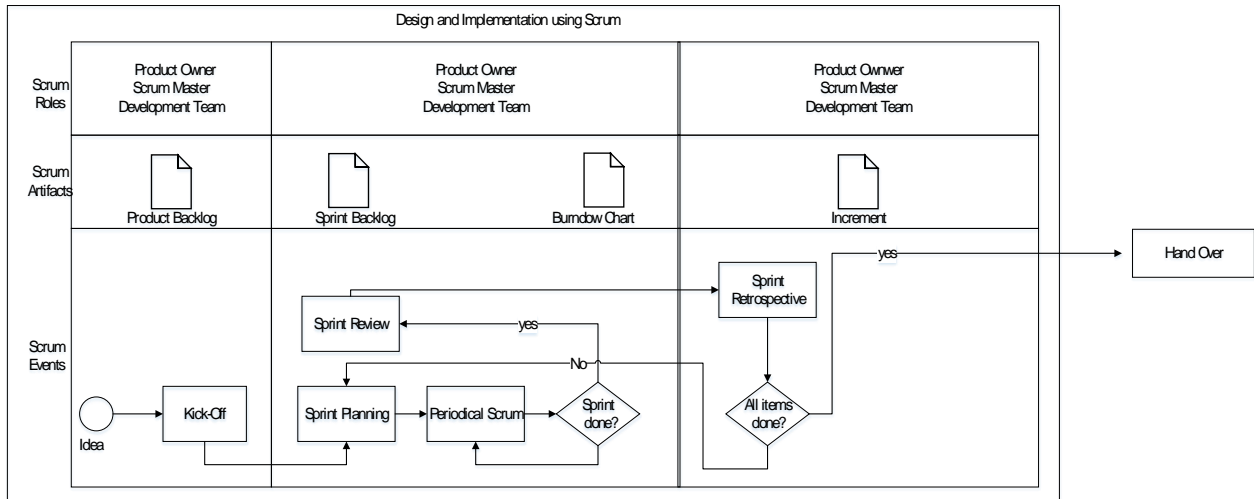 Design and Implementation using Scrum
Scrum
Roles
Product Owner
Scrum Master
Development Team
Product Owner
Scrum Master
Development Team
Product Ownwer
Scrum Master
Development Team
Scrum
Artifacts
Product Backlog
Sprint Backlog
Burndow Chart
Increment
Scrum
Events
yes
Hand Over
Sprint
Retrospective
Sprint Review
yes
No
Idea
Kick-Off
Sprint Planning
Periodical Scrum
Sprint
done?
All items
done?